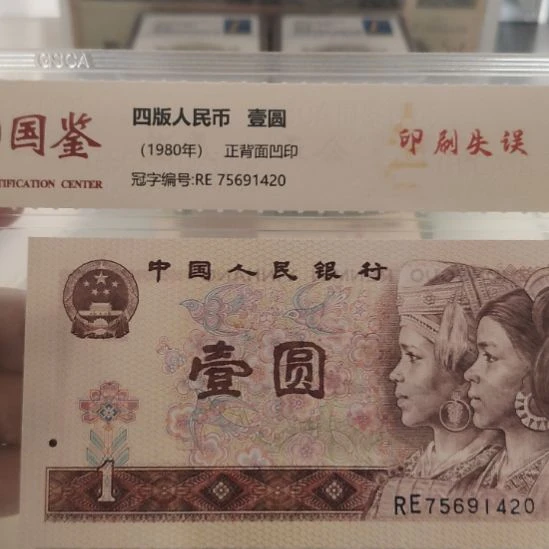 国鉴
TIFICATION CENTER
四版人民币 壹圆
(1980年) 正背面凹印
冠字编号:RE 75691420
印刷失误
中国人民银行
壹圆
1
RE75691420